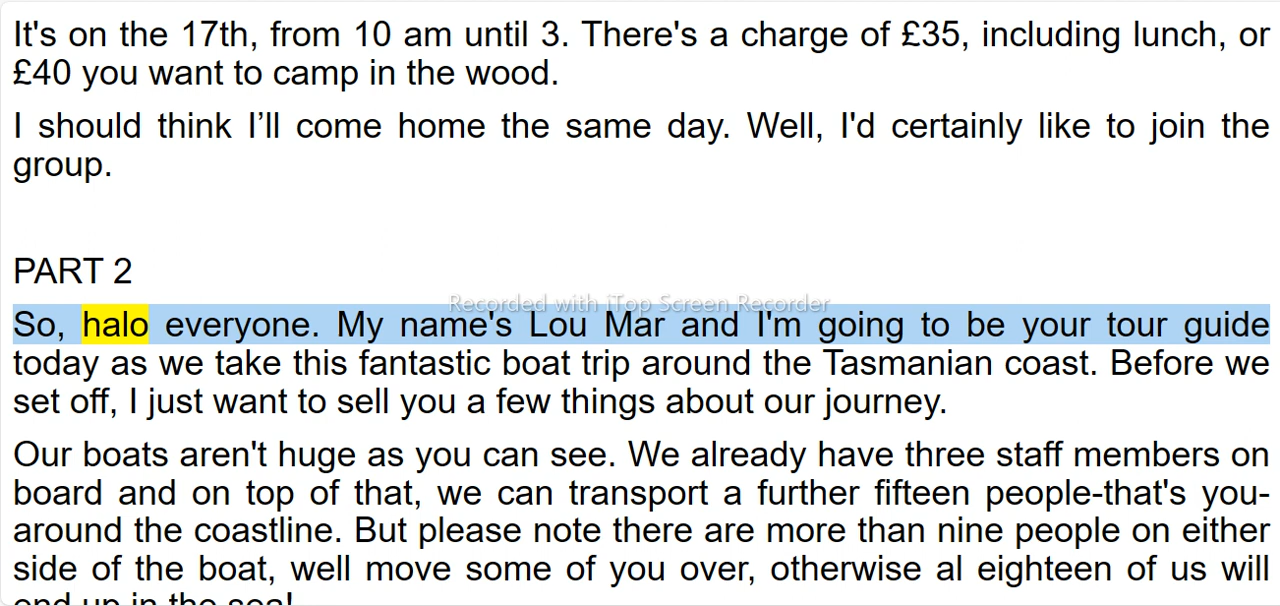 It's on the 17th, from 10 am until 3. There's a charge of £35, including lunch, or
£40 you want to camp in the wood.
I should think I’ll come home the same day. Well, I'd certainly like to join the
group.
PART 2
Recorded with iTop Screen Recorder
So, halo everyone. My name's Lou Mar and I'm going to be your tour guide
today as we take this fantastic boat trip around the Tasmanian coast. Before we
set off, I just want to sell you a few things about our journey.
Our boats aren't huge as you can see. We already have three staff members on
board and on top of that, we can transport a further fifteen people-that's you-
around the coastline. But please note there are more than nine people on either
side of the boat, well move some of you over, otherwise al eighteen of us will
end up in the sea!